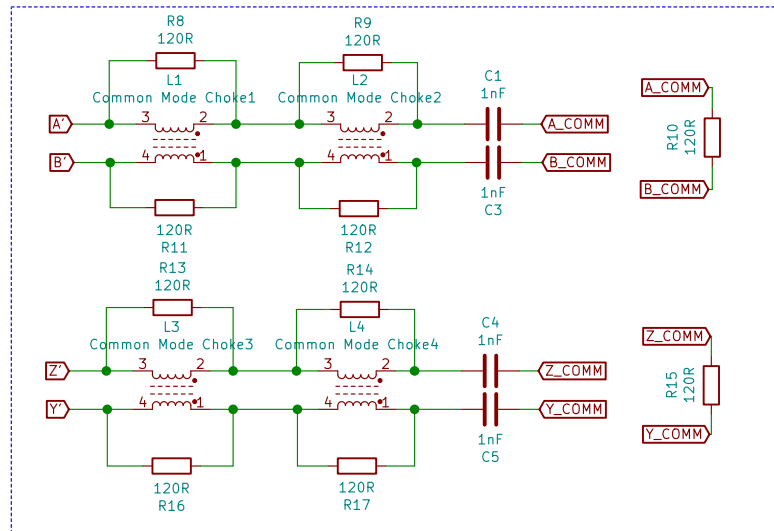 R8
120R
L1
Common Mode Choke1
3
2
4
1
R9
120R
L2
Common Mode Choke2
3
2
4
1
C1
1nF
A'
B'
A_COMM
B_COMM
1nF
C3
120R
R11
120R
R12
A_COMM
R10
120R
B_COMM
R13
120R
L3
Common Mode Choke3
3
2
4
1
R14
120R
L4
Common Mode Choke4
3
2
4
1
C4
1nF
Z'
Y'
Z_COMM
Y_COMM
1nF
C5
120R
R16
120R
R17
Z_COMM
R15
120R
Y_COMM